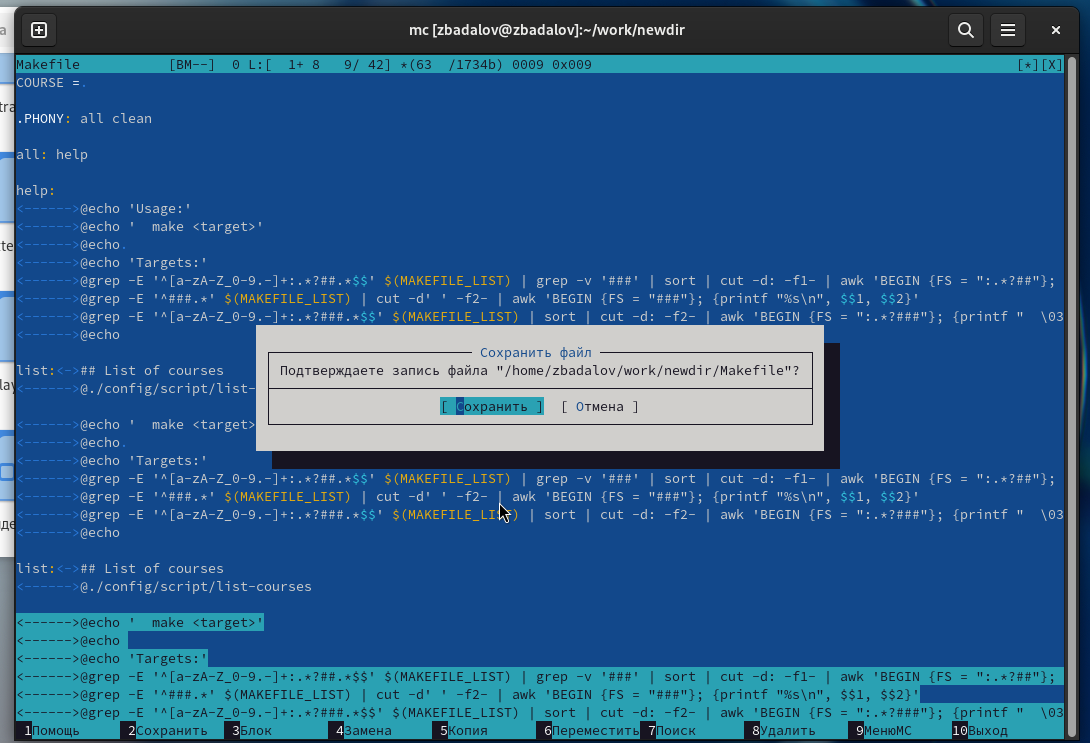 mc [zbadalov@zbadalov]:~/work/newdir
Makefile [BM--] 0 L:[ 1+ 8 9/ 42] *(63 /1734b) 0009 0x009 [*][X]
COURSE =.
.PHONY: all clean
all: help
help:
<------>@echo 'Usage:'
<------>@echo '  make <target>'
<------>@echo.
<------>@echo 'Targets:'
<------>@grep -E '^[a-zA-Z_0-9.-]+:.*?##.*$$' $(MAKEFILE_LIST) | grep -v '###' | sort | cut -d: -f1- | awk 'BEGIN {FS = ":.*?##"};
<------>@grep -E '^###.*' $(MAKEFILE_LIST) | cut -d' ' -f2- | awk 'BEGIN {FS = "###"}; {printf "%s\n", $$1, $$2}'
<------>@grep -E '^[a-zA-Z_0-9.-]+:.*?###.*$$' $(MAKEFILE_LIST) | sort | cut -d: -f2- | awk 'BEGIN {FS = ":.*?###"}; {printf "  \03
<------>@echo
list:<->## List of courses
<------>@./config/script/list-
<------>@echo '  make <target>
<------>@echo.
<------>@echo 'Targets:'
<------>@grep -E '^[a-zA-Z_0-9.-]+:.*?##.*$$' $(MAKEFILE_LIST) | grep -v '###' | sort | cut -d: -f1- | awk 'BEGIN {FS = ":.*?##"};
<------>@grep -E '^###.*' $(MAKEFILE_LIST) | cut -d' ' -f2- | awk 'BEGIN {FS = "###"}; {printf "%s\n", $$1, $$2}'
<------>@grep -E '^[a-zA-Z_0-9.-]+:.*?###.*$$' $(MAKEFILE_LIST) | sort | cut -d: -f2- | awk 'BEGIN {FS = ":.*?###"}; {printf "  \03
<------>@echo
list:<->## List of courses
<------>@./config/script/list-courses
<------>@echo '  make <target>'
<------>@echo
<------>@echo 'Targets:'
<------>@grep -E '^[a-zA-Z_0-9.-]+:.*?##.*$$' $(MAKEFILE_LIST) | grep -v '###' | sort | cut -d: -f1- | awk 'BEGIN {FS = ":.*?##"};
<------>@grep -E '^###.*' $(MAKEFILE_LIST) | cut -d' ' -f2- | awk 'BEGIN {FS = "###"}; {printf "%s\n", $$1, $$2}'
<------>@grep -E '^[a-zA-Z_0-9.-]+:.*?###.*$$' $(MAKEFILE_LIST) | sort | cut -d: -f2- | awk 'BEGIN {FS = ":.*?###"}; {printf "  \03
Сохранить файл
Подтверждаете запись файла "/home/zbadalov/work/newdir/Makefile"?
[ Сохранить ] [ Отмена ]
1Помощь 2Сохранить 3Блок 4Замена 5Копия 6Переместить 7Поиск 8Удалить 9МенюМС 10Выход